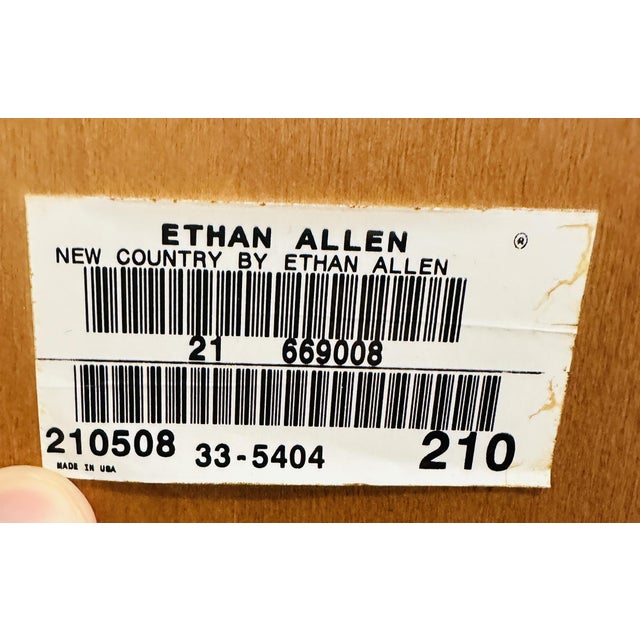 ETHAN ALLEN ®
NEW COUNTRY BY ETHAN ALLEN
21 669008
210508 33-5404 210
MADE IN USA